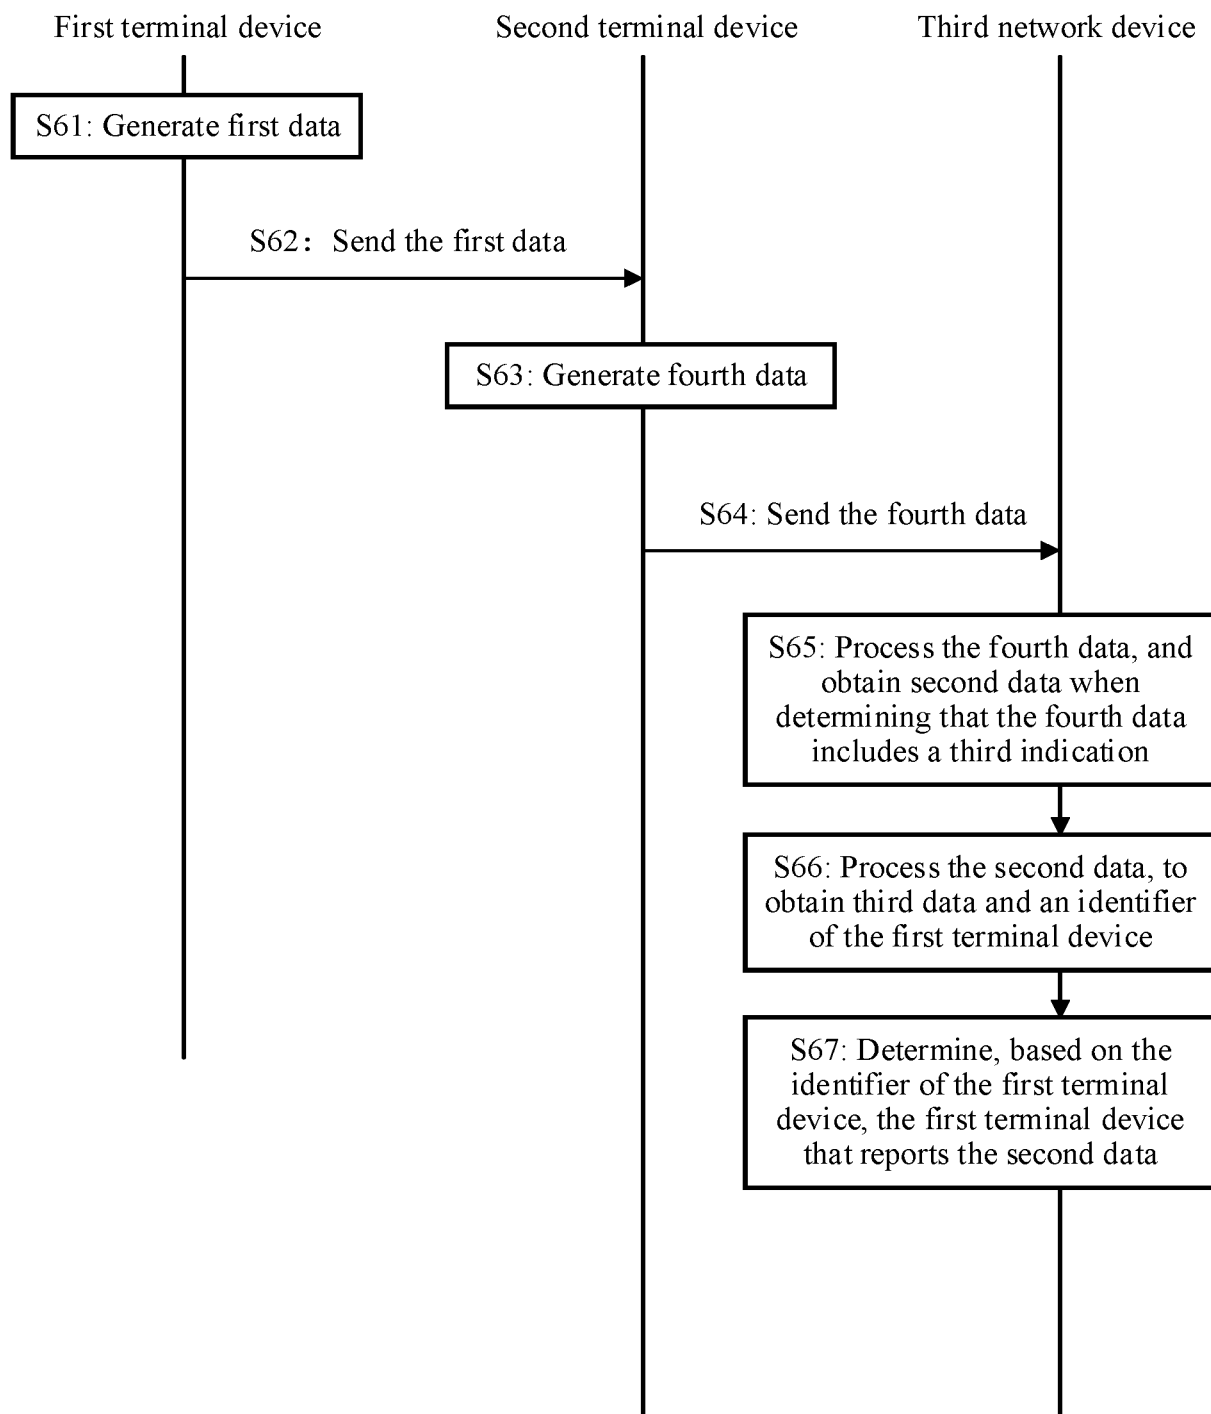 First terminal device
Second terminal device
Third network device
S61: Generate first data
S62：Send the first data
S63: Generate fourth data
S64: Send the fourth data
S65: Process the fourth data, and
obtain second data when
determining that the fourth data
includes a third indication
S66: Process the second data, to
obtain third data and an identifier
of the first terminal device
S67: Determine, based on the
identifier of the first terminal
device, the first terminal device
that reports the second data